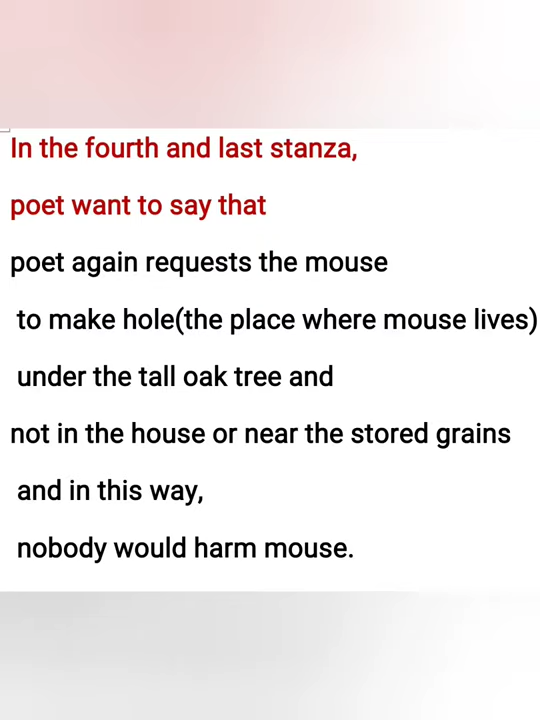 In the fourth and last stanza,
poet want to say that
poet again requests the mouse
to make hole(the place where mouse lives)
under the tall oak tree and
not in the house or near the stored grains
and in this way,
nobody would harm mouse.